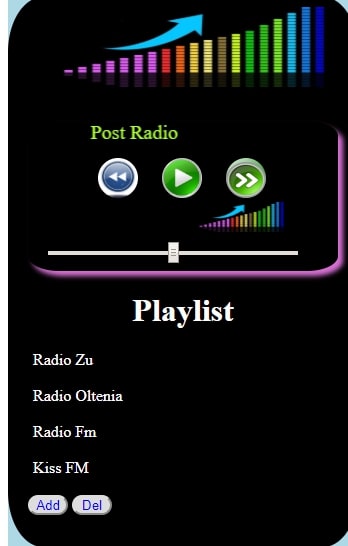 Post Radio
Playlist
Radio Zu
Radio Oltenia
Radio Fm
Kiss FM
Add Del